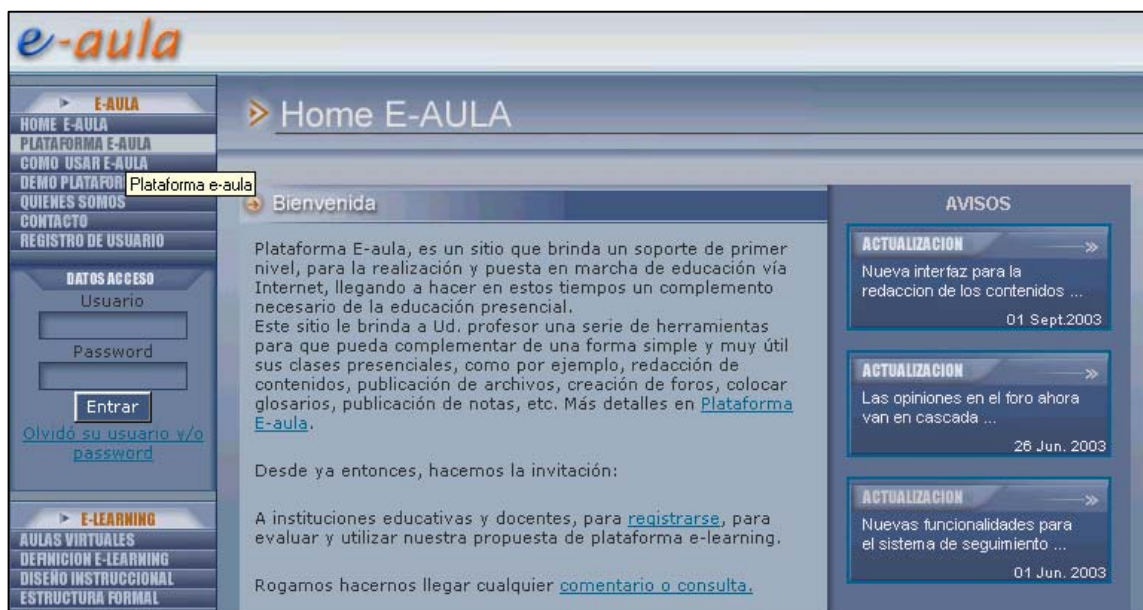 e-aula
E-AULA
HOME E-AULA
PLATAFORMA E-AULA
COMO USAR E-AULA
DEMO PLATAFOR
Plataforma e-aula
QUIENES SOMOS
CONTACTO
REGISTRO DE USUARIO
DATOS ACCESO
Usuario
Password
Entrar
Olvidó su usuario y/o
password
E-LEARNING
AULAS VIRTUALES
DEFINICION E-LEARNING
DISEÑO INSTRUCCIONAL
ESTRUCTURA FORMAL
Home E-AULA
Bienvenida
Plataforma E-aula, es un sitio que brinda un soporte de primer
nivel, para la realización y puesta en marcha de educación vía
Internet, llegando a hacer en estos tiempos un complemento
necesario de la educación presencial.
Este sitio le brinda a Ud. profesor una serie de herramientas
para que pueda complementar de una forma simple y muy útil
sus clases presenciales, como por ejemplo, redacción de
contenidos, publicación de archivos, creación de foros, colocar
glosarios, publicación de notas, etc. Más detalles en Plataforma
E-aula.
Desde ya entonces, hacemos la invitación:
A instituciones educativas y docentes, para registrarse, para
evaluar y utilizar nuestra propuesta de plataforma e-learning.
Rogamos hacernos llegar cualquier comentario o consulta.
AVISOS
ACTUALIZACION
Nueva interfaz para la
redaccion de los contenidos ...
01 Sept.2003
ACTUALIZACION
Las opiniones en el foro ahora
van en cascada ...
26 Jun. 2003
ACTUALIZACION
Nuevas funcionalidades para
el sistema de seguimiento ...
01 Jun. 2003